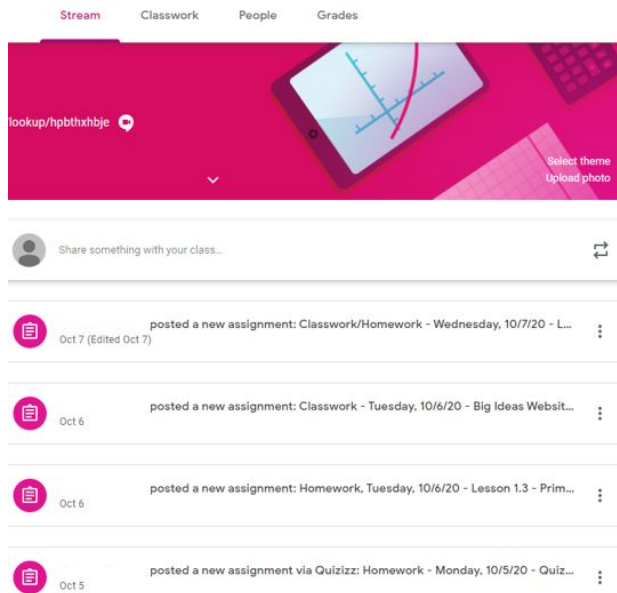 Stream Classwork People Grades
/lookup/hpbthxhbje
Select theme
Upload photo
Share something with your class...
posted a new assignment: Classwork/Homework - Wednesday, 10/7/20 - L...
Oct 7 (Edited Oct 7)
posted a new assignment: Classwork - Tuesday, 10/6/20 - Big Ideas Websit...
Oct 6
posted a new assignment: Homework, Tuesday, 10/6/20 - Lesson 1.3 - Prim...
Oct 6
posted a new assignment via Quizizz: Homework - Monday, 10/5/20 - Quiz...
Oct 5